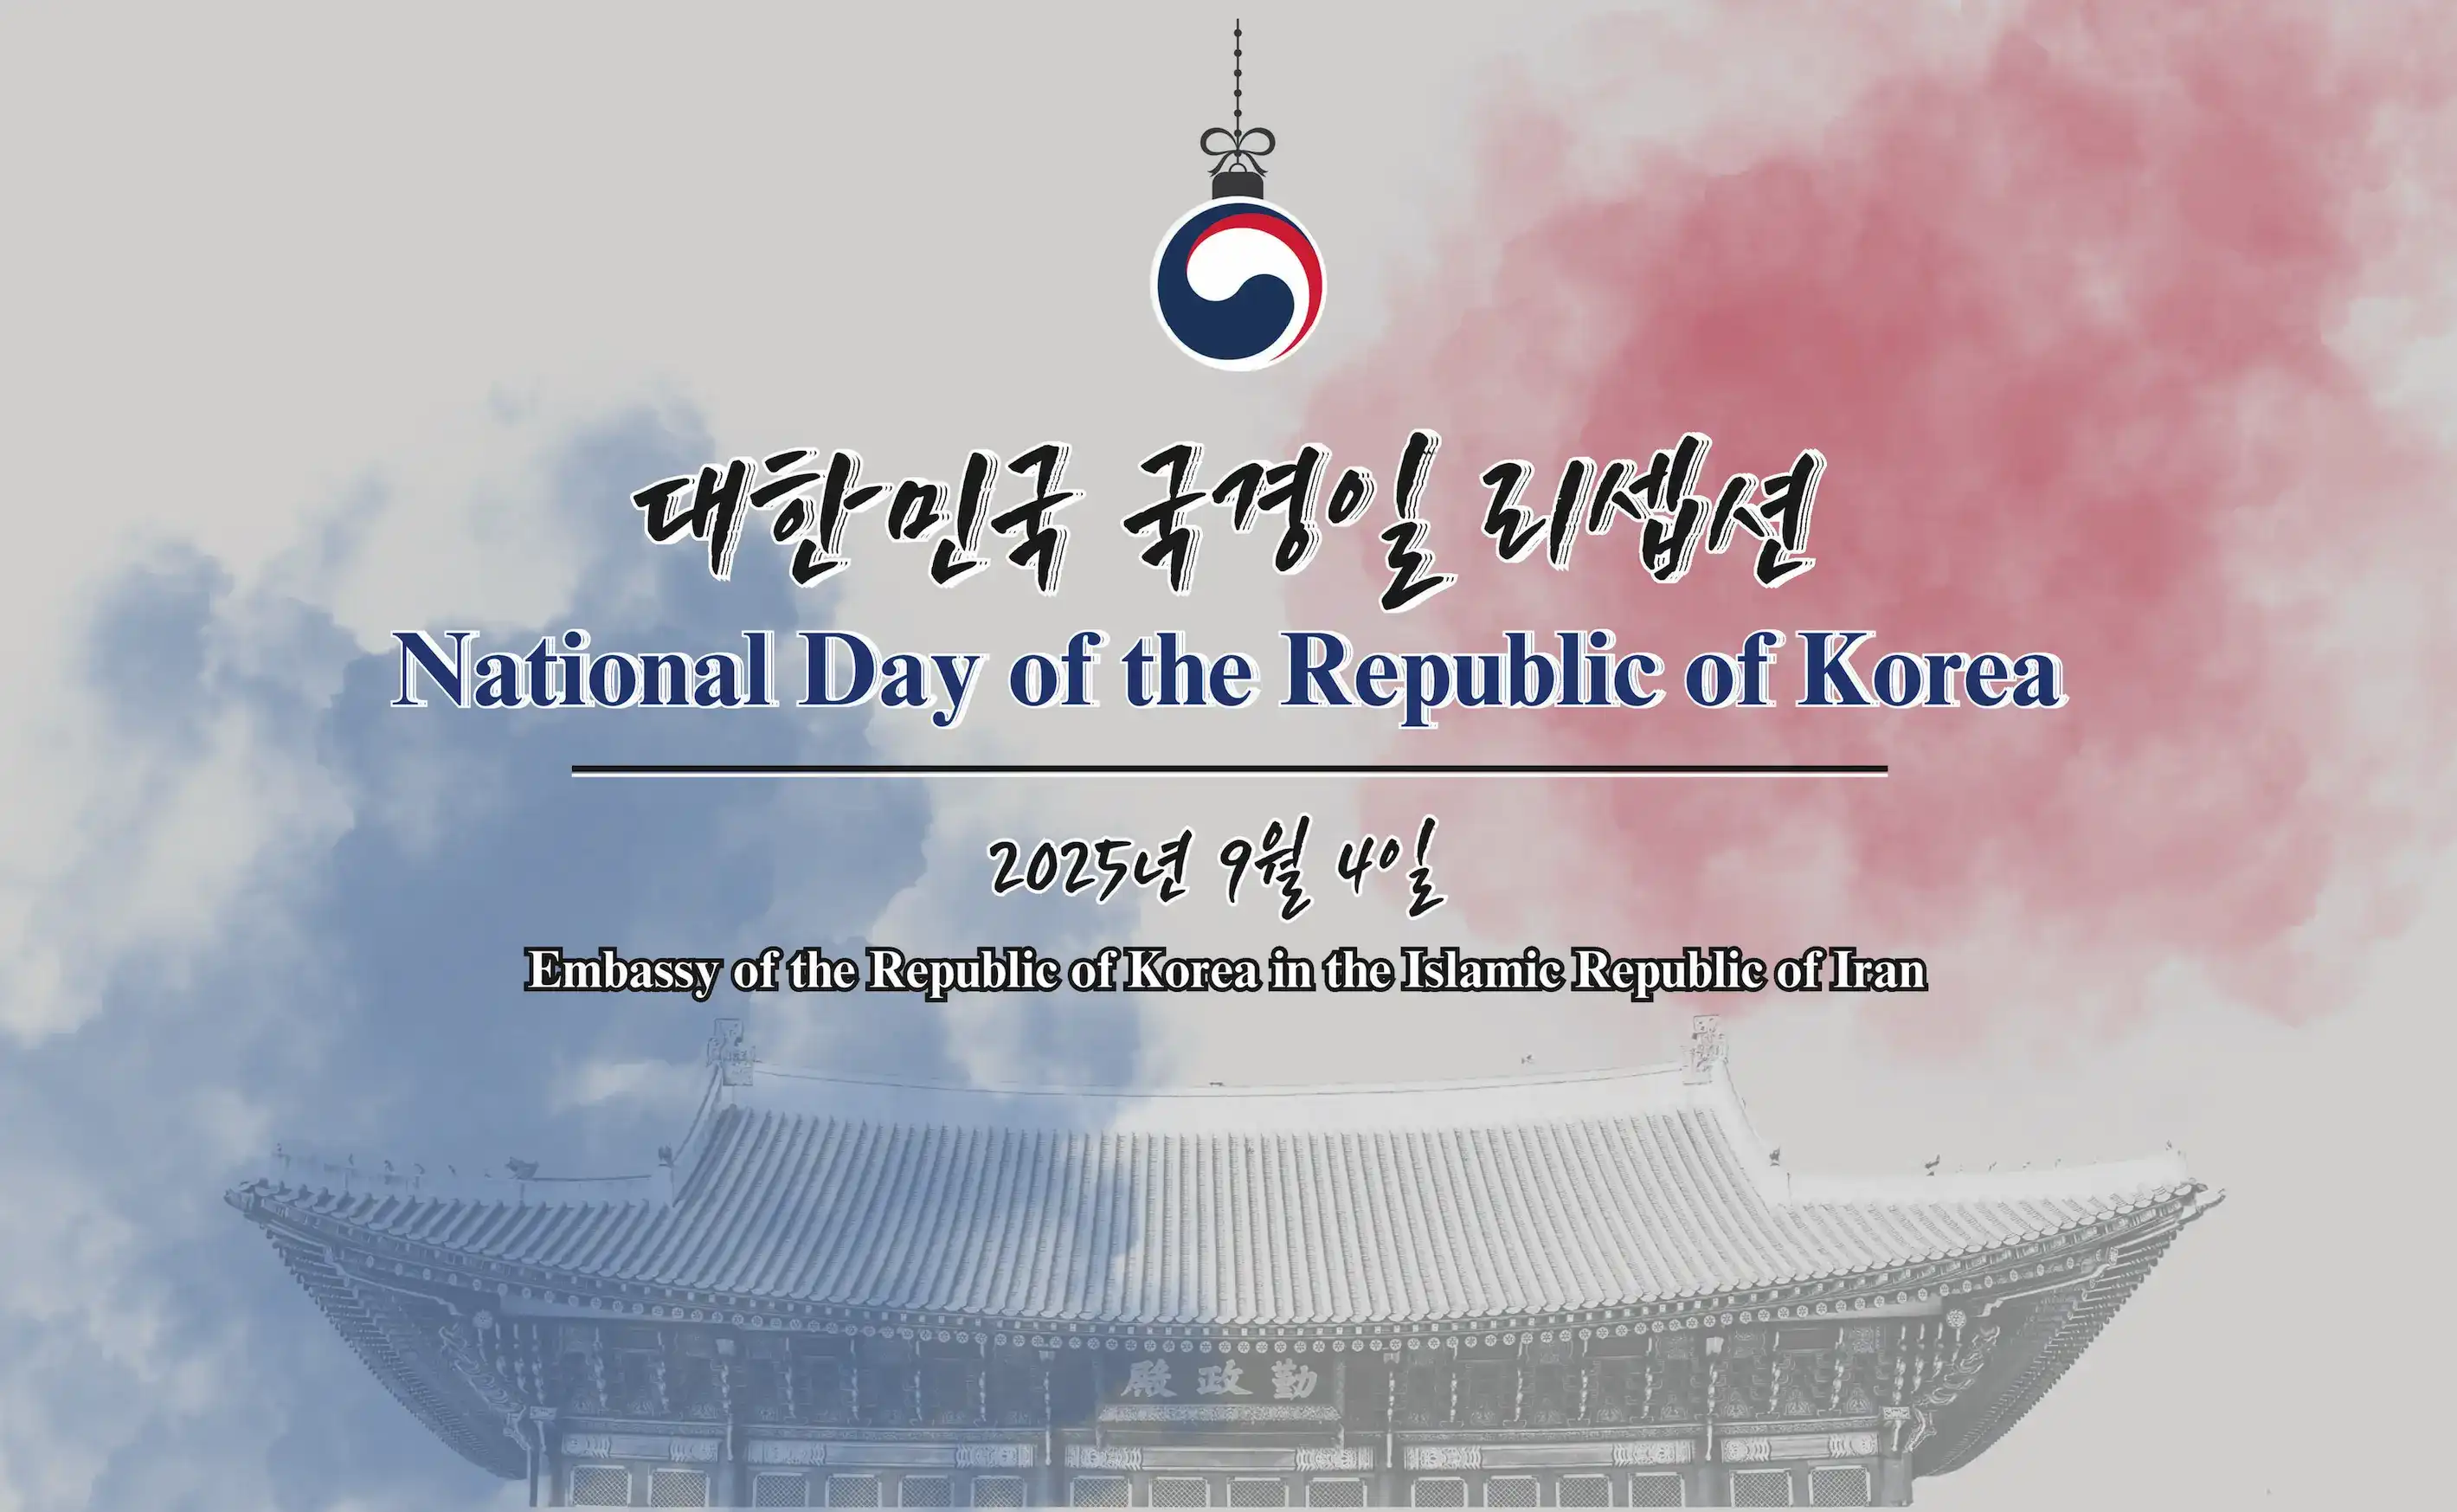 대한민국 국경일 리셉션
National Day of the Republic of Korea
2025년 9월 4일
Embassy of the Republic of Korea in the Islamic Republic of Iran
殿政勤